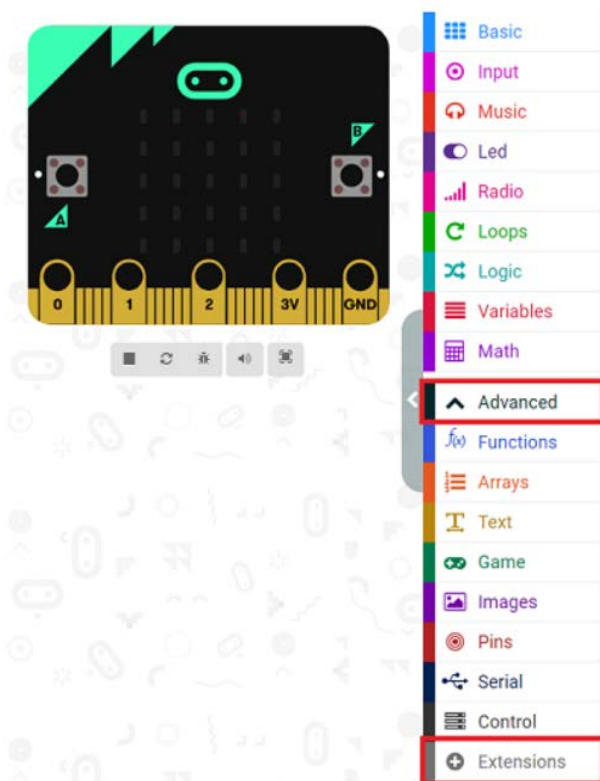 B
A
0 1 2 3V GND
Basic
Input
Music
Led
Radio
Loops
Logic
Variables
Math
Advanced
f(x) Functions
Arrays
Text
Game
Images
Pins
Serial
Control
Extensions